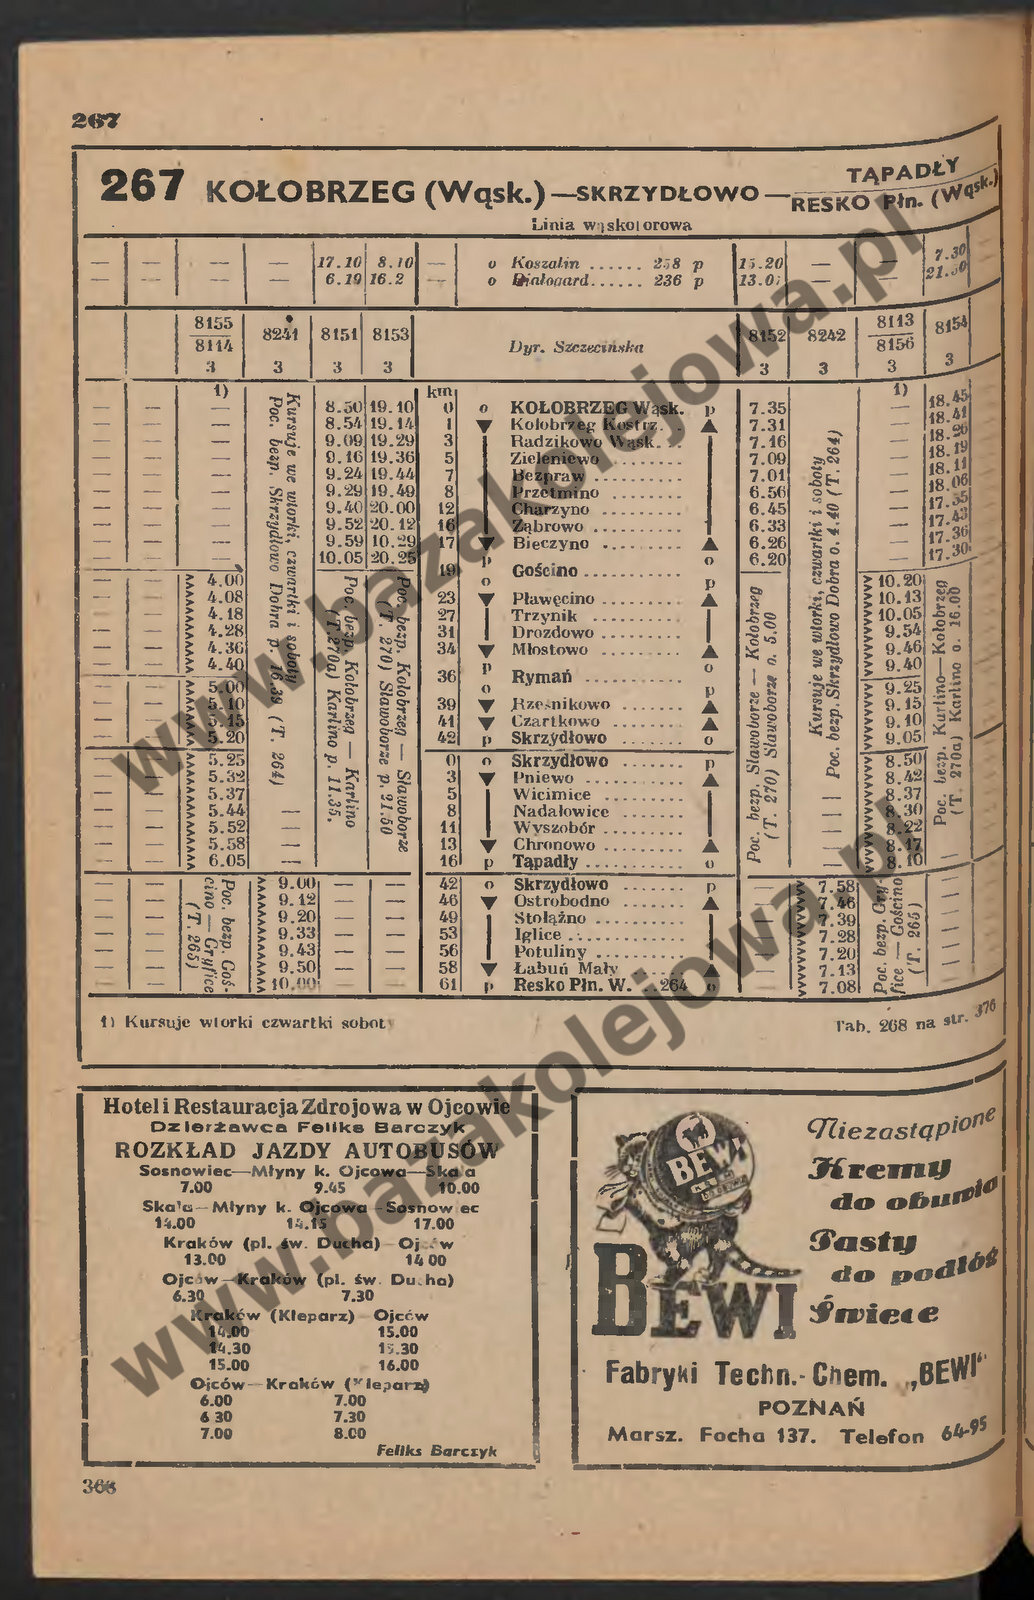 267
267 KOŁOBRZEG (Wąsk.) —SKRZYDŁOWO— TĄPADŁY
RESKO Płn. (Wąsk.)
Linia wąskotorowa
— — — — 17.10 8.10 — o Koszalin ...... 258 p 15.20 — — 7.30
— — — — 6.19 16.2 — o Białogard ...... 236 p 13.0 — — 21.
8155 8241 8151 8153 8152 8242 8113 8154
8114 Dyr. Szczecińska 8156
3 3 3 3 3 3 3 3
1) km 1)
— — — 8.50 19.10 0 o KOŁOBRZEG Wąsk. p 7.35 — 18.45
— — — 8.54 19.14 1 Kołobrzeg Kostrz. . 7.31 — 18.41
— — — 9.09 19.29 3 Radzikowo Wąsk. . . 7.16 — 18.26
— — — 9.16 19.36 5 Zieleniewo ......... 7.09 — 18.19
— — — 9.24 19.44 7 Bezpraw ......... 7.01 — 18.11
— — — 9.29 19.49 8 Przetmino ......... 6.56 — 18.06
— — — 9.40 20.00 12 Charzyno ......... 6.45 — 17.55
— — — 9.52 20.12 16 Ząbrowo ......... 6.33 — 17.43
— — — 9.59 10.29 17 Bieczyno ......... 6.26 — 17.36
— — — 10.05 20.25 p o 6.20 — 17.30
— — 4.00 19 o Gościno ......... p 10.20
— — 4.08 23 Pławęcino ......... 10.13
— — 4.18 27 Trzynik ......... 10.05
— — 4.28 31 Drozdowo ......... 9.54
— — 4.36 34 Młostowo ......... 9.46
— — 4.40 p o 9.40
— — 5.00 36 o Rymań ......... p 9.25
— — 5.10 39 Rzesnikowo ....... 9.15
— — 5.15 41 Czartkowo ....... 9.10
— — 5.20 42 p Skrzydłowo ....... o 9.05
— — 5.25 0 o Skrzydłowo ....... p 8.50
— — 5.32 3 Pniewo ......... 8.42
— — 5.37 5 Wicimice ......... 8.37
— — 5.44 — 8 Nadałowice ......... — 8.30
— — 5.52 — 11 Wyszobór ......... — 8.22
— — 5.58 — 13 Chronowo ......... — 8.17
— — 6.05 — 16 p Tąpadły ......... o — 8.10
— — 9.00 — — 42 o Skrzydłowo ....... p — 7.58 —
— — 9.12 — — 46 Ostrobodno ....... — 7.46 —
— — 9.20 — — 49 Stołążno ......... — 7.39 —
— — 9.33 — — 53 Iglice ......... — 7.28 —
— — 9.43 — — 56 Potuliny ......... — 7.20 —
— — 9.50 — — 58 Łabuń Mały — 7.13 —
— — 10.00 — — 61 p Resko Płn. W. . . 264 o — 7.08 —
Kursuje we wtorki, czwartki i soboty
Poc. bezp. Skrzydłowo Dobra p. 16.39 (T. 264)
Poc. bezp. Kołobrzeg — Karlino
(T. 270a) Karlino p. 11.35.
Poc. bezp. Kołobrzeg — Sławoborze
(T. 270) Sławoborze p. 21.50
Poc. bezp. Sławoborze — Kołobrzeg
(T. 270) Sławoborze o. 5.00
Kursuje we wtorki, czwartki i soboty
Poc. bezp. Skrzydłowo Dobra o. 4.40 (T. 264)
Poc. bezp. Karlino—Kołobrzeg
(T. 270a) Karlino o. 16.00
Poc. bezp. Goś-
cino — Gryfice
(T. 265)
Poc. bezp. Gry-
fice — Gościno
(T. 265)
1) Kursuje wtorki czwartki sobot
Tab. 268 na str. 376
Hotel i Restauracja Zdrojowa w Ojcowie
Dzierżawca Feliks Barczyk
ROZKŁAD JAZDY AUTOBUSÓW
Sosnowiec—Młyny k. Ojcowa—Skała
7.00 9.45 10.00
Skała—Młyny k. Ojcowa—Sosnowiec
14.00 14.15 17.00
Kraków (pl. św. Ducha) Ojców
13.00 14 00
Ojców—Kraków (pl. św. Ducha)
6.30 7.30
Kraków (Kleparz) Ojców
14.00 15.00
14.30 15.30
15.00 16.00
Ojców—Kraków (Kleparz)
6.00 7.00
6 30 7.30
7.00 8.00
Feliks Barczyk
BEWI
BEWI
Niezastąpione
Kremy
do obuwia
Pasty
do podłóg
Świece
Fabryki Techn.-Chem. „BEWI"
POZNAŃ
Marsz. Focha 137. Telefon 64-95
www.bazakolejowa.pl
www.bazakolejowa.pl